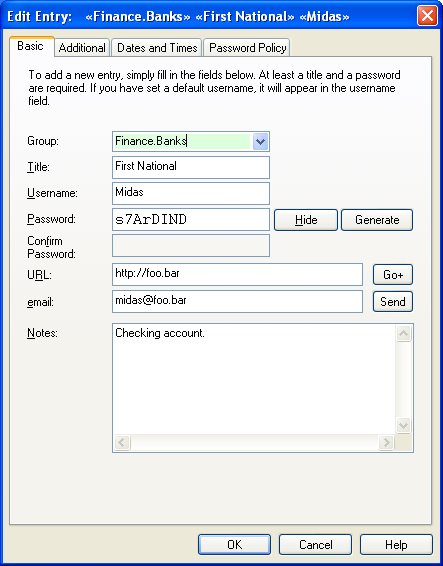 Edit Entry: «Finance.Banks» «First National» «Midas»
Basic Additional Dates and Times Password Policy
To add a new entry, simply fill in the fields below. At least a title and a password
are required. If you have set a default username, it will appear in the username
field.
Group: Finance.Banks
Title: First National
Username: Midas
Password: s7ArDIND Hide Generate
Confirm
Password:
URL: http://foo.bar Go+
email: midas@foo.bar Send
Notes: Checking account.
OK Cancel Help